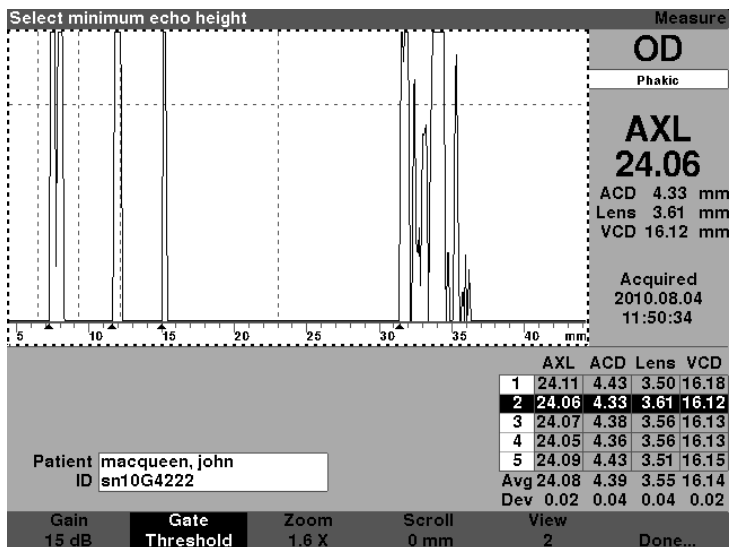 Select minimum echo height
Measure
OD
Phakic
AXL
24.06
ACD 4.33 mm
Lens 3.61 mm
VCD 16.12 mm
Acquired
2010.08.04
11:50:34
5 10 15 20 25 30 35 40 mm
AXL ACD Lens VCD
1 24.11 4.43 3.50 16.18
2 24.06 4.33 3.61 16.12
3 24.07 4.38 3.56 16.13
4 24.05 4.36 3.56 16.13
5 24.09 4.43 3.51 16.15
Avg 24.08 4.39 3.55 16.14
Dev 0.02 0.04 0.04 0.02
Patient macqueen, john
ID sn10G4222
Gain Gate Zoom Scroll View
15 dB Threshold 1.6 X 0 mm 2 Done...